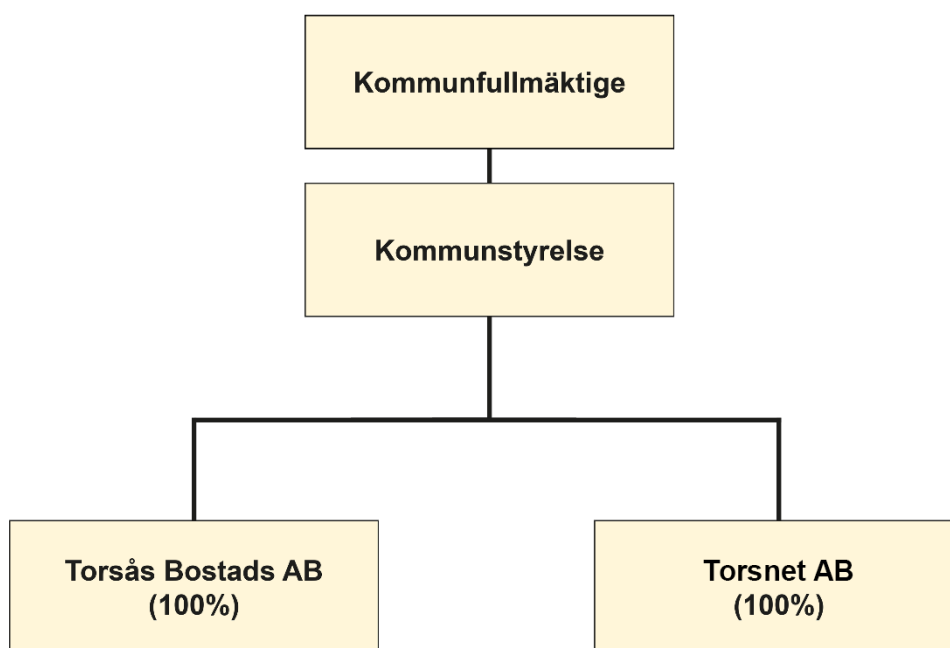 Kommunfullmäktige
Kommunstyrelse
Torsås Bostads AB
(100%)
Torsnet AB
(100%)